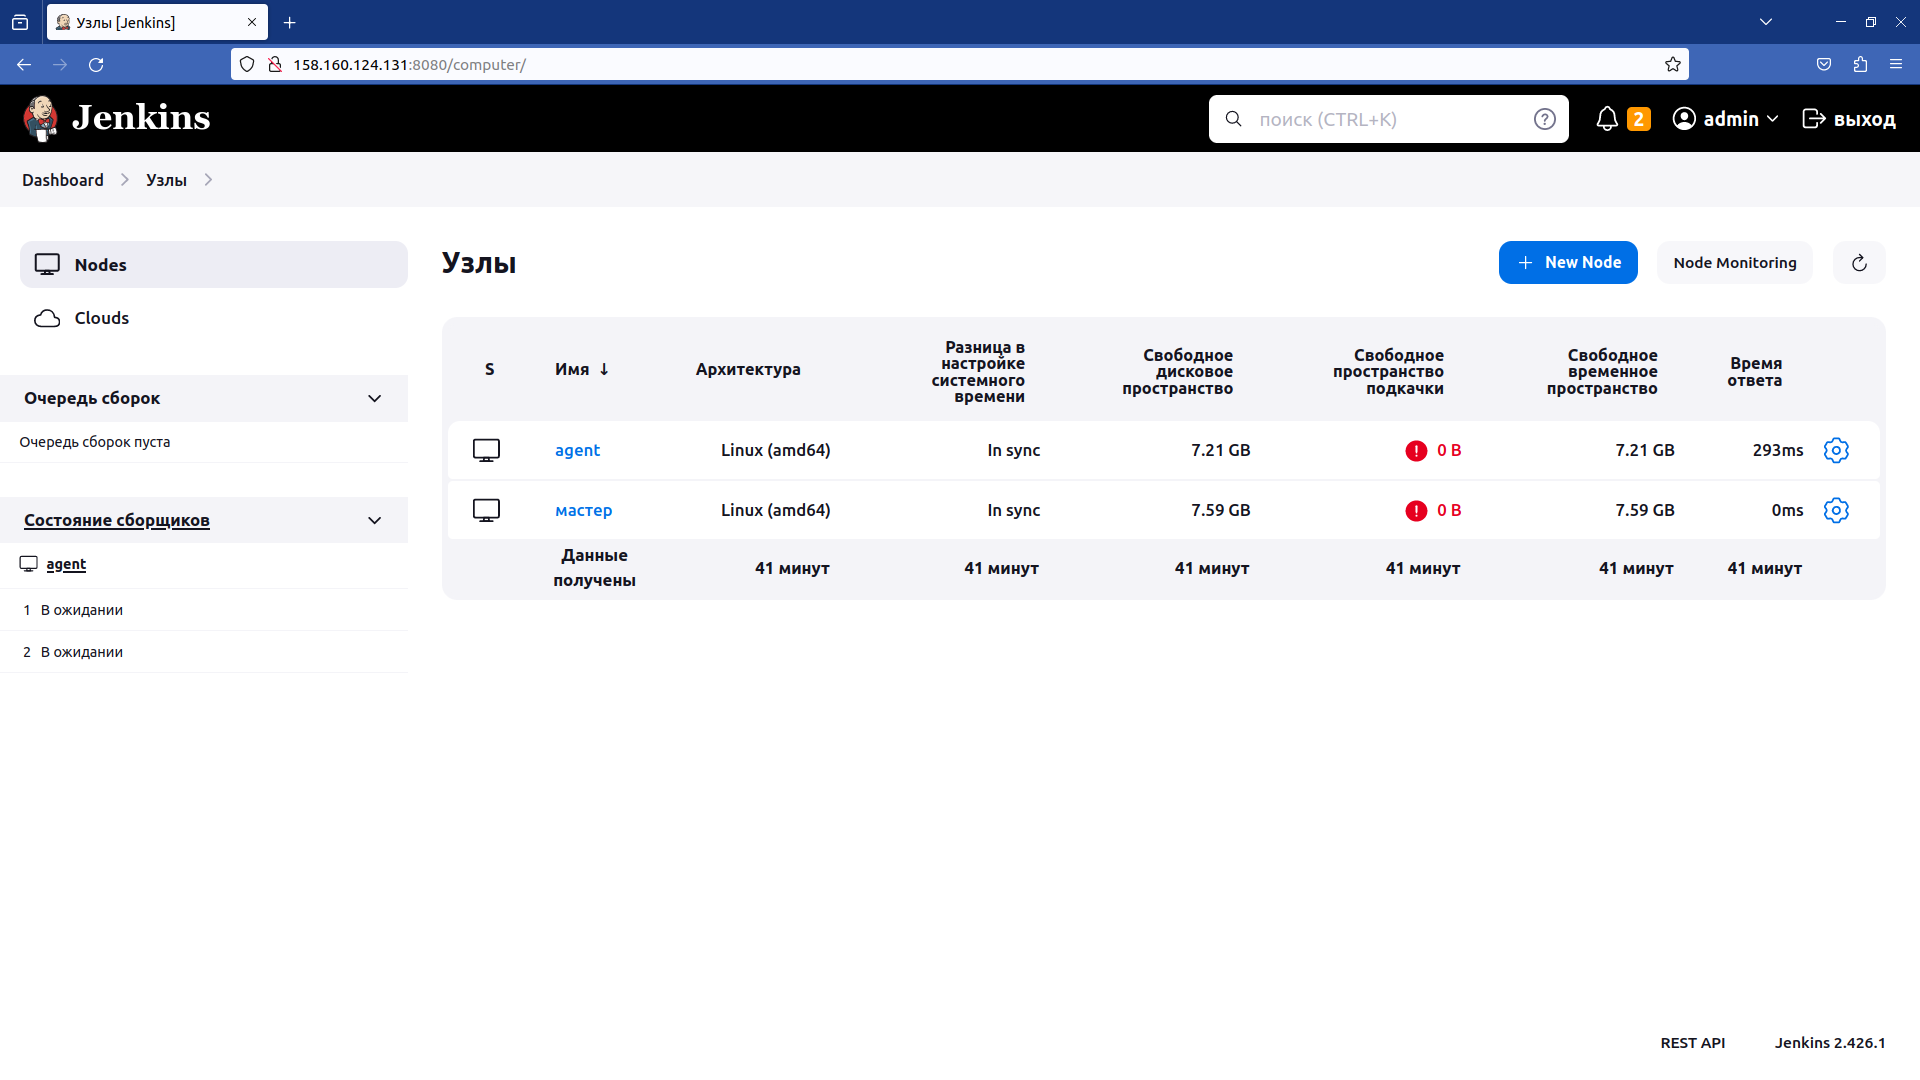 Узлы [Jenkins]
158.160.124.131:8080/computer/
Jenkins
поиск (CTRL+K)
2
admin
выход
Dashboard
Узлы
Nodes
Clouds
Очередь сборок
Очередь сборок пуста
Состояние сборщиков
agent
1 В ожидании
2 В ожидании
Узлы
New Node
Node Monitoring
S
Имя ↓
Архитектура
Разница в
настройке
системного
времени
Свободное
дисковое
пространство
Свободное
пространство
подкачки
Свободное
временное
пространство
Время
ответа
agent Linux (amd64) In sync 7.21 GB 0 B 7.21 GB 293ms
мастер Linux (amd64) In sync 7.59 GB 0 B 7.59 GB 0ms
Данные
получены
41 минут 41 минут 41 минут 41 минут 41 минут 41 минут
REST API
Jenkins 2.426.1